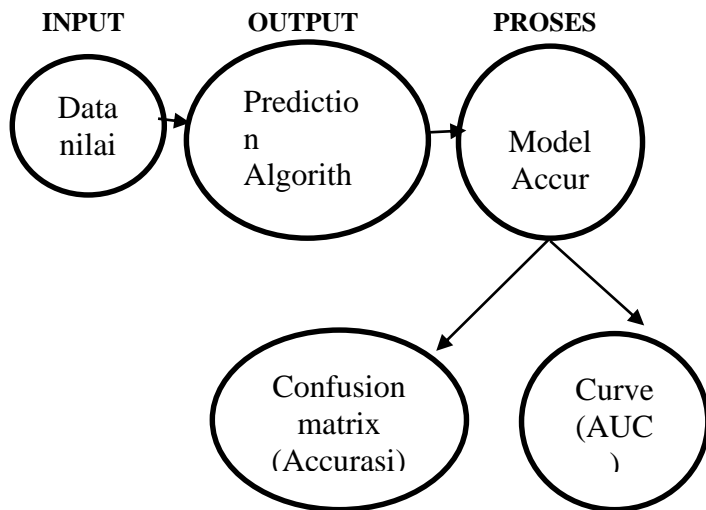 INPUT OUTPUT PROSES
Data
nilai
Predictio
n
Algorith
Model
Accur
Confusion
matrix
(Accurasi)
Curve
(AUC
)